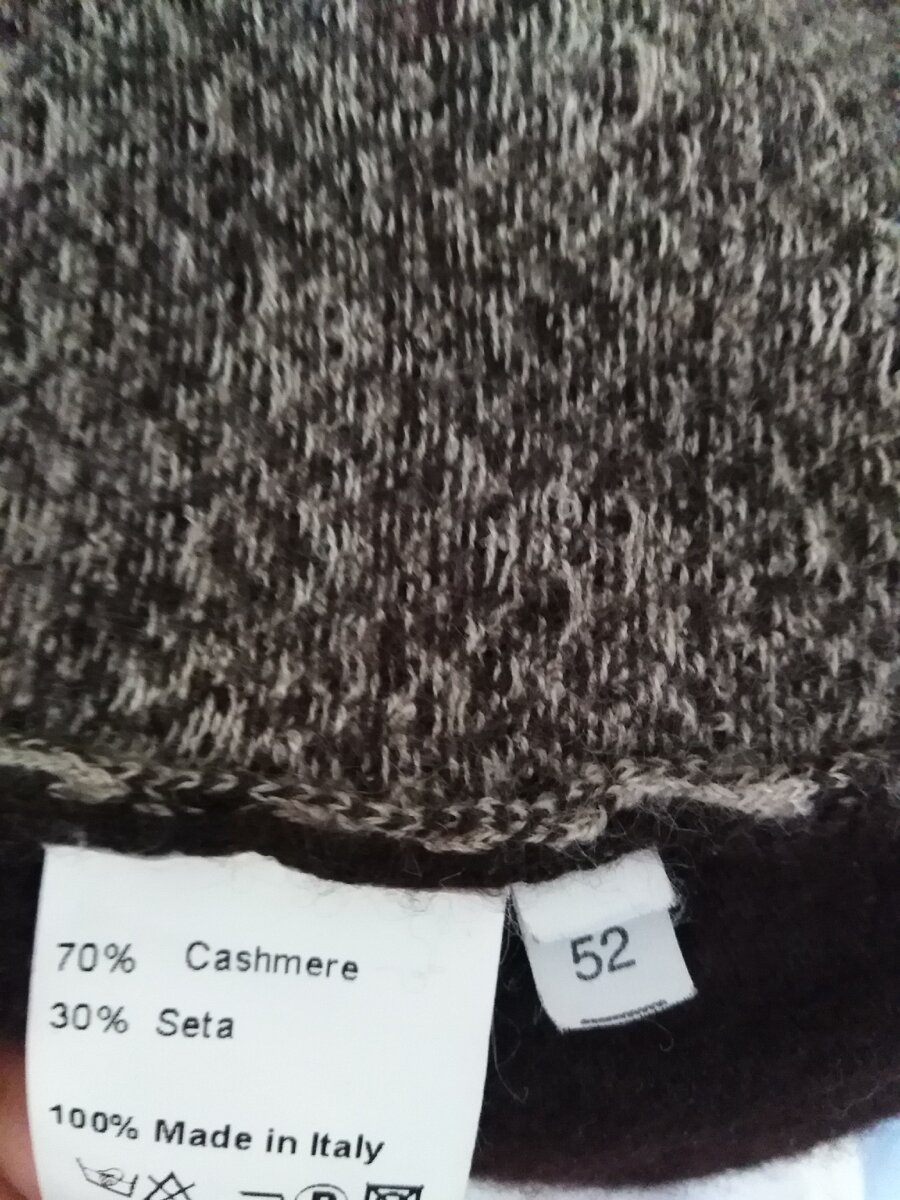 70% Cashmere
30% Seta
100% Made in Italy
P
52